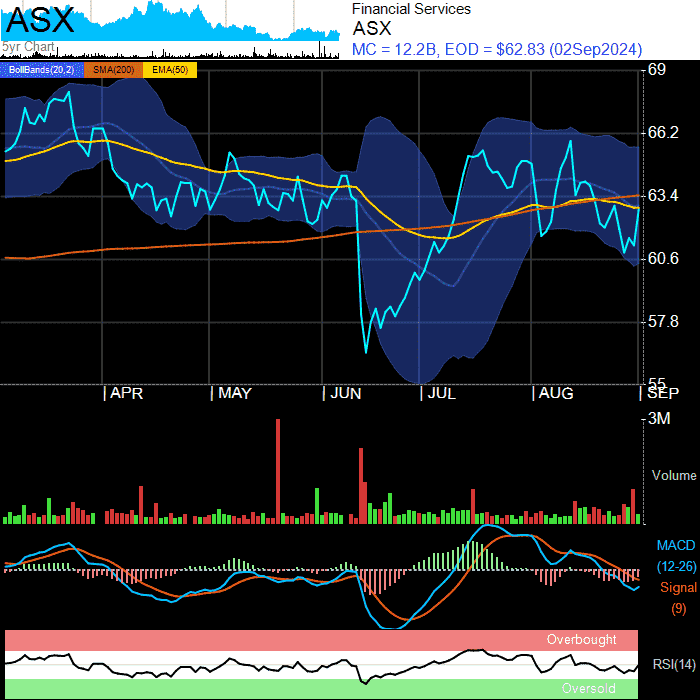 ASX
5yr Chart
Financial Services
ASX
MC = 12.2B, EOD = $62.83 (02Sep2024)
BollBands(20,2) SMA(200) EMA(50)
69
66.2
63.4
60.6
57.8
55
APR MAY JUN JUL AUG SEP
3M
Volume
MACD
(12-26)
Signal
(9)
Overbought
RSI(14)
Oversold